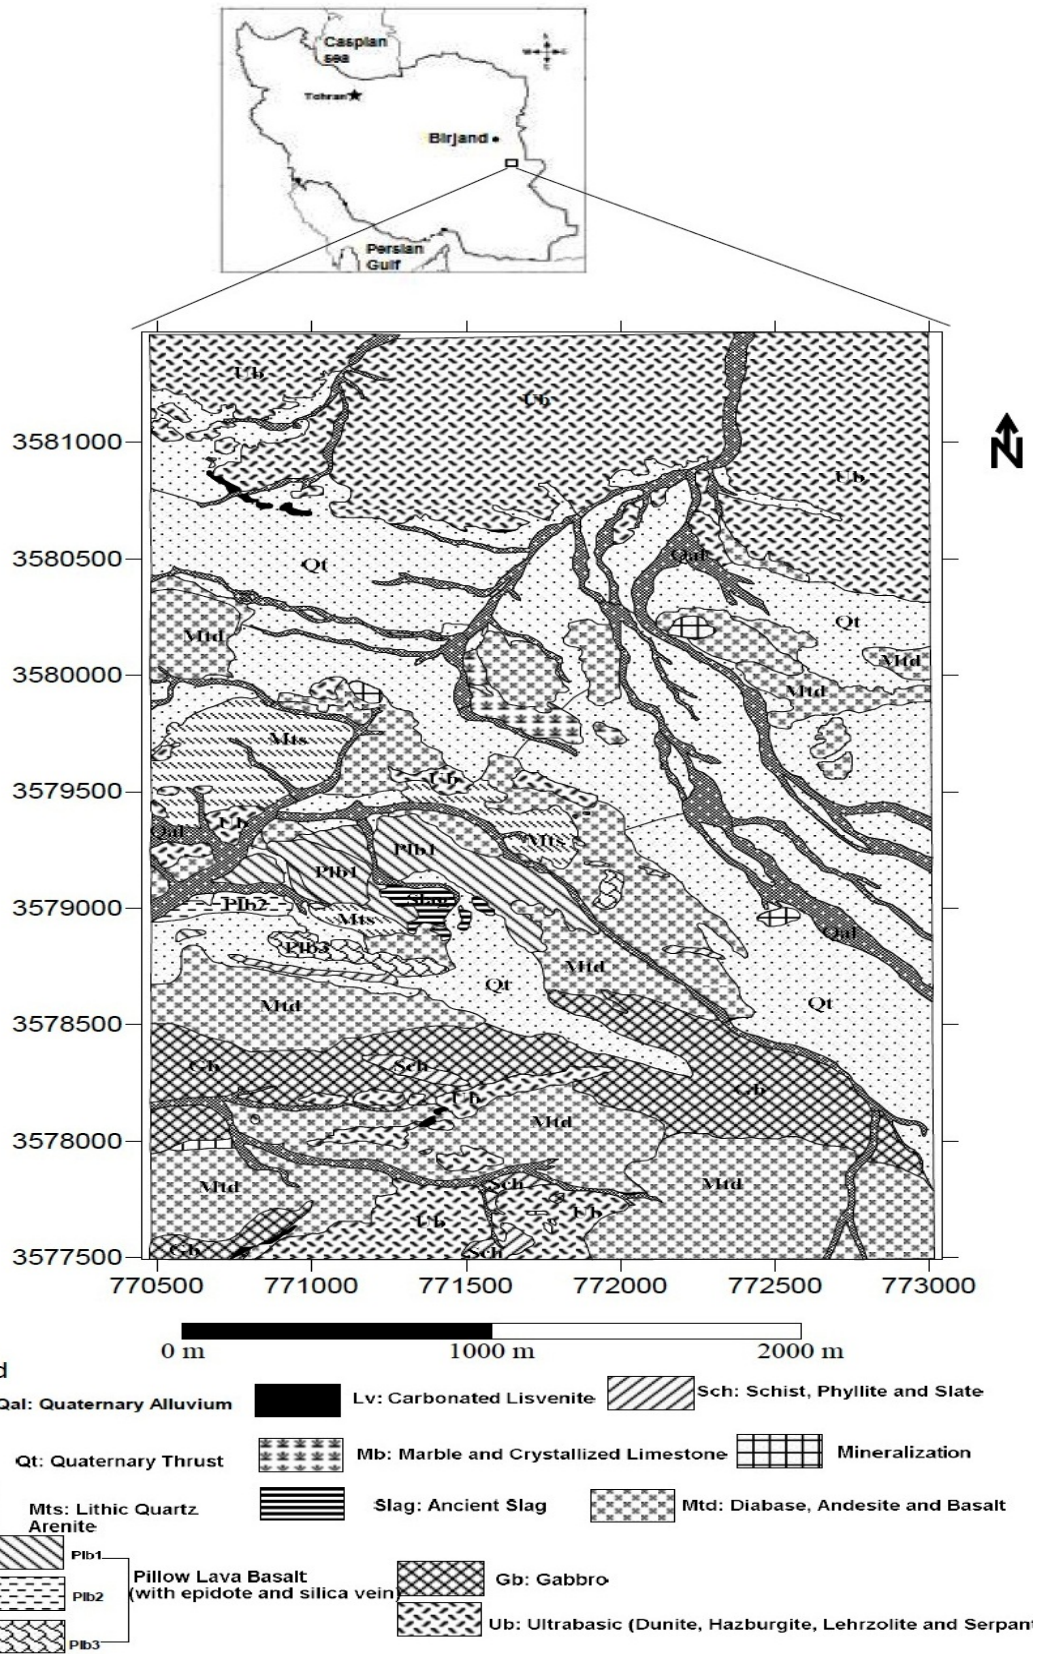 Caspian
sea
N
W E
S
Tehran
Birjand
Persian
Gulf
N
Ub
Ub
3581000
Ub
3580500
Qt
Qal
Qt
Mtd
Mtd
3580000
Mtd
Mts
3579500
Ub
Ub
Qal
Mts
Plb1
Plb1
3579000
Plb2
Slag
Mts
Plb3
Qal
Mtd
Qt
Qt
Mtd
3578500
Gb
Sch
Gb
Ub
Mtd
3578000
Mtd
Sch
Mtd
Ub
Ub
3577500
Gb
Sch
770500 771000 771500 772000 772500 773000
0 m 1000 m 2000 m
d
Qal: Quaternary Alluvium
Lv: Carbonated Lisvenite
Sch: Schist, Phyllite and Slate
Qt: Quaternary Thrust
Mb: Marble and Crystallized Limestone
Mineralization
Mts: Lithic Quartz
Arenite
Slag: Ancient Slag
Mtd: Diabase, Andesite and Basalt
Plb1
Plb2
Plb3
Pillow Lava Basalt
(with epidote and silica vein)
Gb: Gabbro
Ub: Ultrabasic (Dunite, Hazburgite, Lehrzolite and Serpant